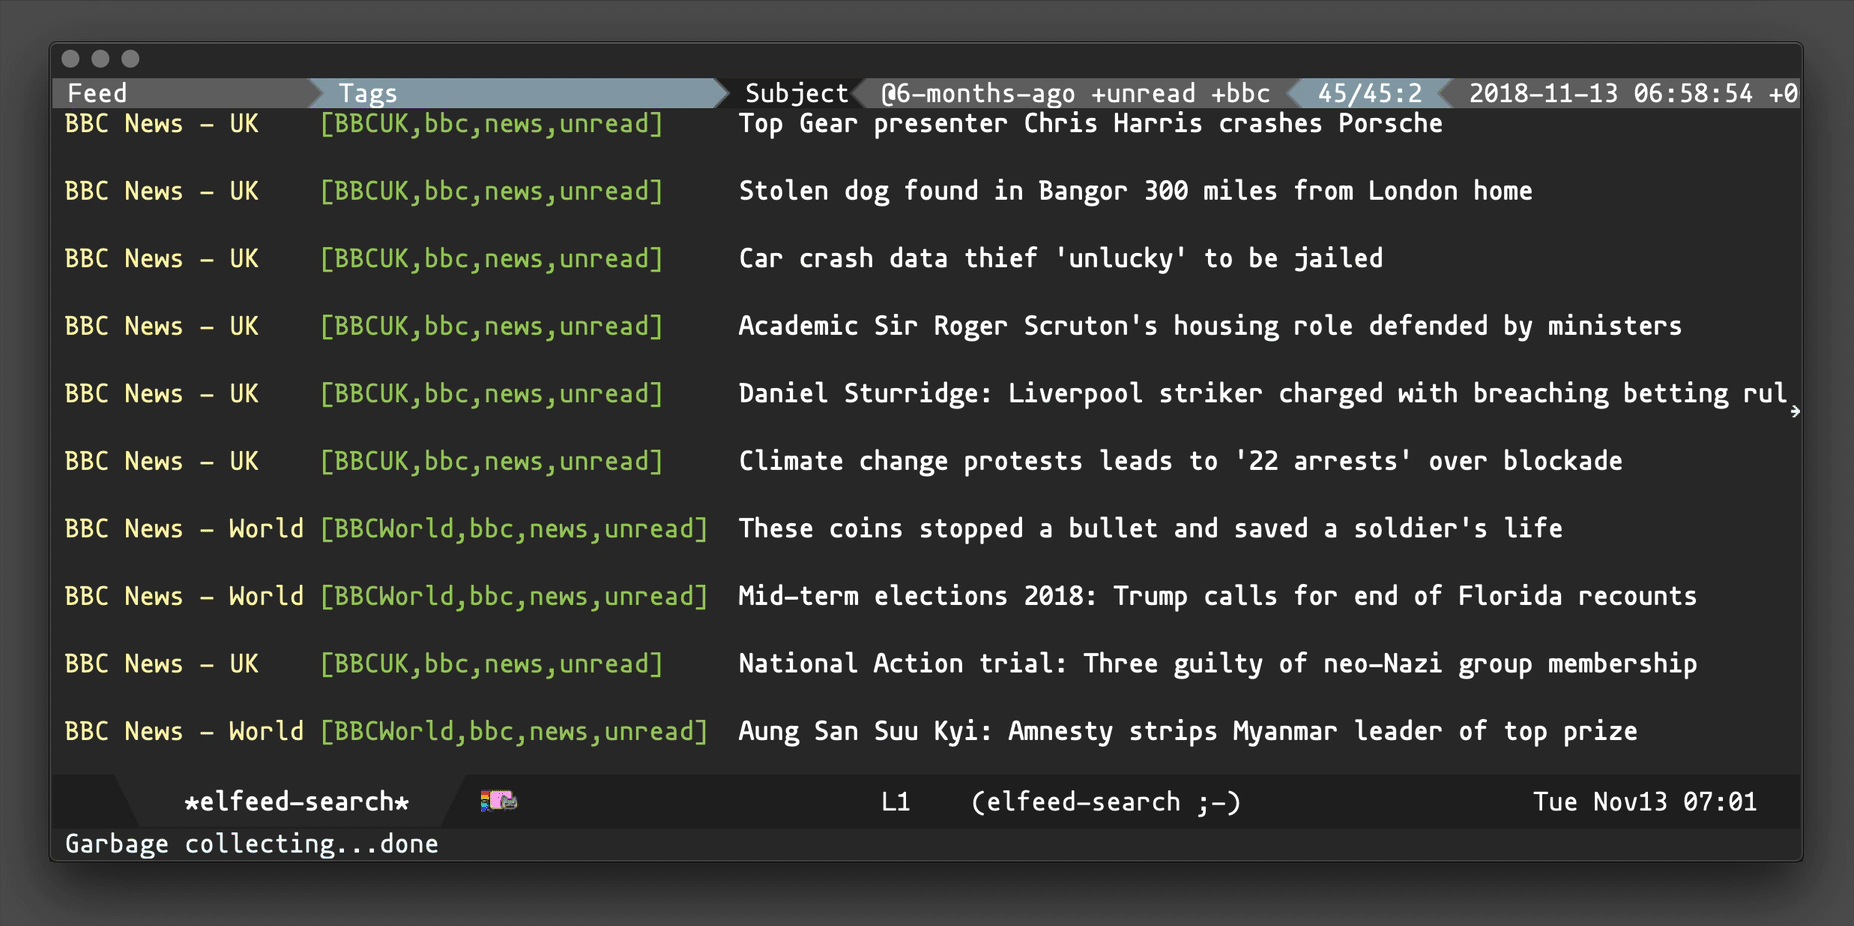 Feed Tags Subject @6-months-ago +unread +bbc 45/45:2 2018-11-13 06:58:54 +0
BBC News - UK [BBCUK,bbc,news,unread] Top Gear presenter Chris Harris crashes Porsche
BBC News - UK [BBCUK,bbc,news,unread] Stolen dog found in Bangor 300 miles from London home
BBC News - UK [BBCUK,bbc,news,unread] Car crash data thief 'unlucky' to be jailed
BBC News - UK [BBCUK,bbc,news,unread] Academic Sir Roger Scruton's housing role defended by ministers
BBC News - UK [BBCUK,bbc,news,unread] Daniel Sturridge: Liverpool striker charged with breaching betting rul
BBC News - UK [BBCUK,bbc,news,unread] Climate change protests leads to '22 arrests' over blockade
BBC News - World [BBCWorld,bbc,news,unread] These coins stopped a bullet and saved a soldier's life
BBC News - World [BBCWorld,bbc,news,unread] Mid-term elections 2018: Trump calls for end of Florida recounts
BBC News - UK [BBCUK,bbc,news,unread] National Action trial: Three guilty of neo-Nazi group membership
BBC News - World [BBCWorld,bbc,news,unread] Aung San Suu Kyi: Amnesty strips Myanmar leader of top prize
*elfeed-search* L1 (elfeed-search ;-) Tue Nov13 07:01
Garbage collecting...done